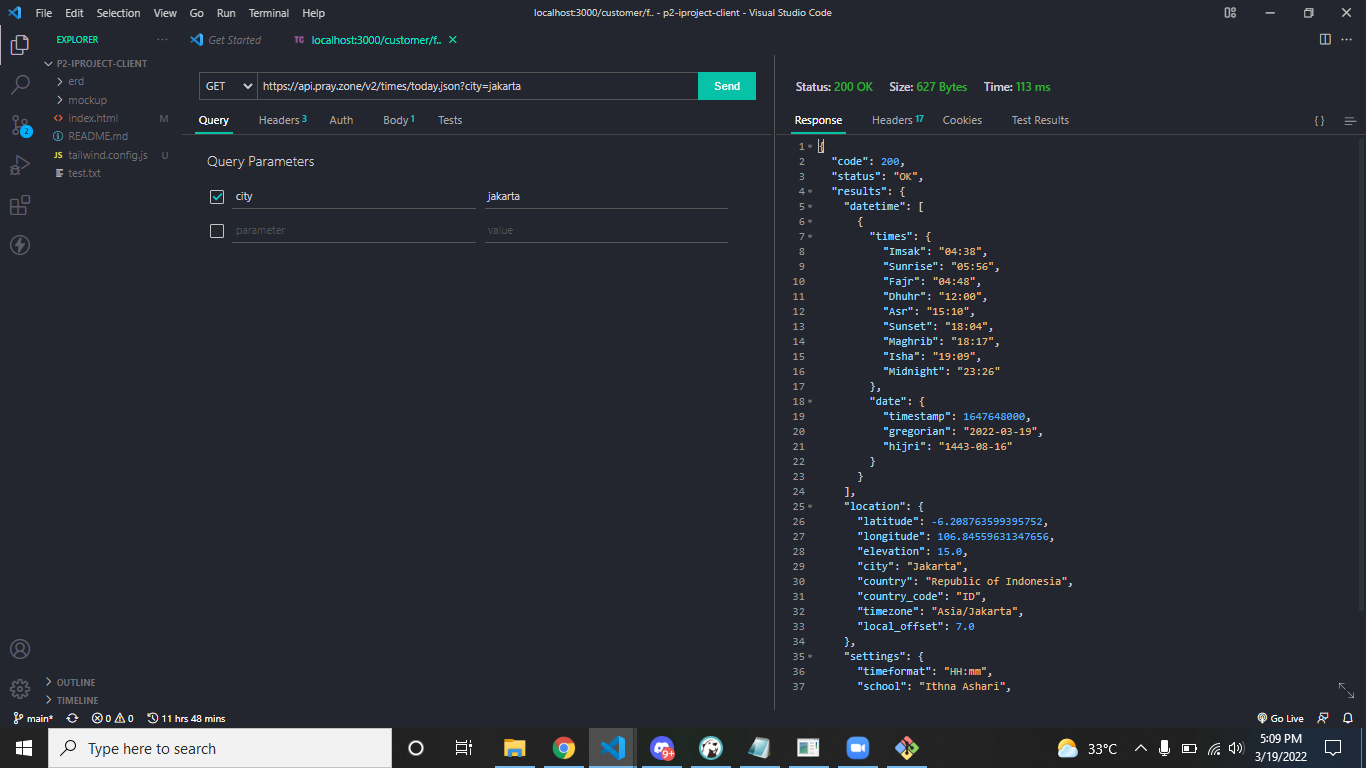 File Edit Selection View Go Run Terminal Help
localhost:3000/customer/f.. - p2-iproject-client - Visual Studio Code
EXPLORER
Get Started
TC localhost:3000/customer/f..
P2-IPROJECT-CLIENT
erd
mockup
index.html M
README.md
JS tailwind.config.js U
test.txt
2
GET https://api.pray.zone/v2/times/today.json?city=jakarta Send
Query Headers 3 Auth Body 1 Tests
Query Parameters
city jakarta
parameter value
Status: 200 OK Size: 627 Bytes Time: 113 ms
Response Headers 17 Cookies Test Results { }
1 {
2 "code": 200,
3 "status": "OK",
4 "results": {
5 "datetime": [
6 {
7 "times": {
8 "Imsak": "04:38",
9 "Sunrise": "05:56",
10 "Fajr": "04:48",
11 "Dhuhr": "12:00",
12 "Asr": "15:10",
13 "Sunset": "18:04",
14 "Maghrib": "18:17",
15 "Isha": "19:09",
16 "Midnight": "23:26"
17 },
18 "date": {
19 "timestamp": 1647648000,
20 "gregorian": "2022-03-19",
21 "hijri": "1443-08-16"
22 }
23 }
24 ],
25 "location": {
26 "latitude": -6.208763599395752,
27 "longitude": 106.84559631347656,
28 "elevation": 15.0,
29 "city": "Jakarta",
30 "country": "Republic of Indonesia",
31 "country_code": "ID",
32 "timezone": "Asia/Jakarta",
33 "local_offset": 7.0
34 },
35 "settings": {
36 "timeformat": "HH:mm",
37 "school": "Ithna Ashari",
OUTLINE
TIMELINE
main* 0 0 11 hrs 48 mins
Go Live
Type here to search
9+
33°C
5:09 PM
3/19/2022